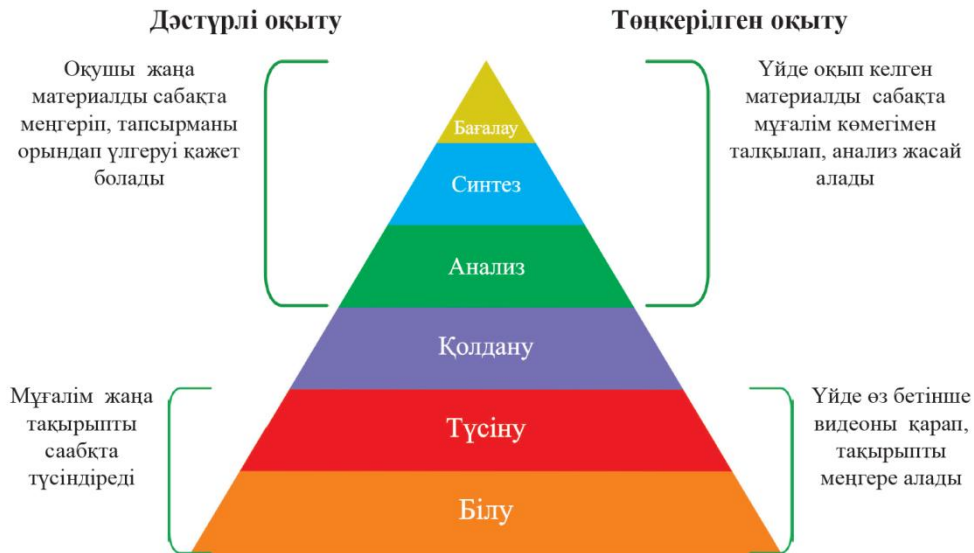 Дәстүрлі оқыту
Төңкерілген оқыту
Оқушы жаңа
материалды сабақта
меңгеріп, тапсырманы
орындап үлгеруі қажет
болады
Үйде оқып келген
материалды сабақта
мұғалім көмегімен
талқылап, анализ жасай
алады
Бағалау
Синтез
Анализ
Қолдану
Түсіну
Білу
Мұғалім жаңа
тақырыпты
саабқта
түсіндіреді
Үйде өз бетінше
видеоны қарап,
тақырыпты
меңгере алады